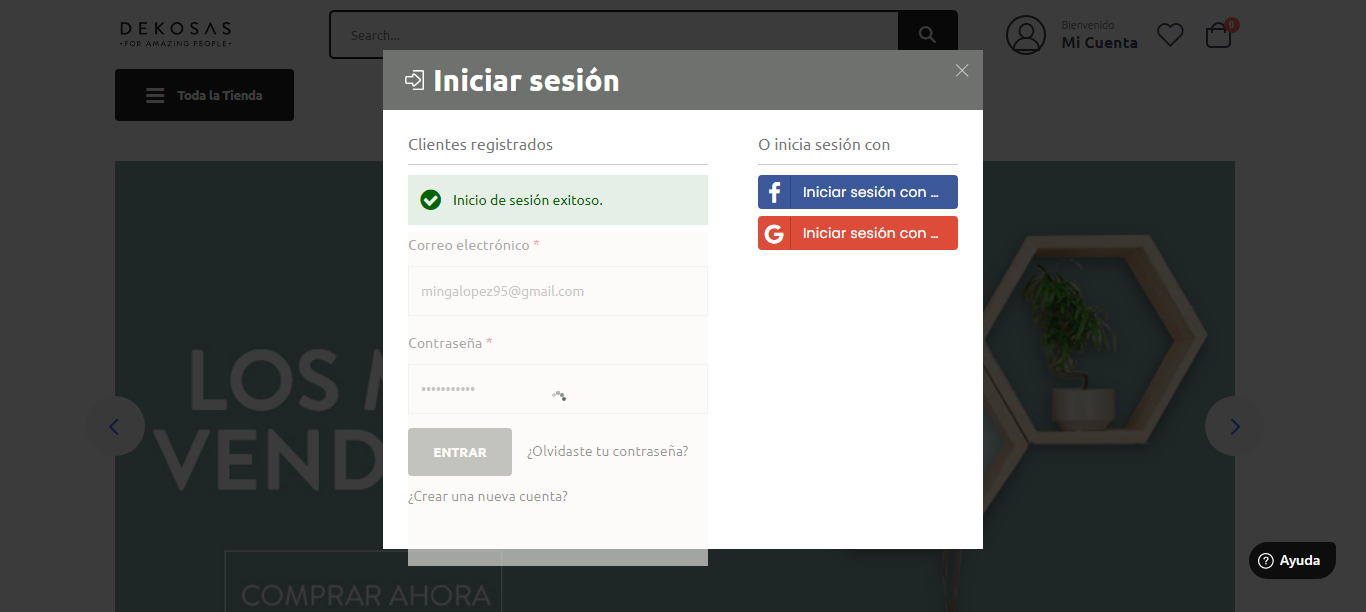 DEKOSAS
•FOR AMAZING PEOPLE•
Search...
Bienvenido
Mi Cuenta
0
Toda la Tienda
Iniciar sesión
Clientes registrados
Inicio de sesión exitoso.
Correo electrónico *
mingalopez95@gmail.com
Contraseña *
•••••••••••
ENTRAR
¿Olvidaste tu contraseña?
¿Crear una nueva cuenta?
O inicia sesión con
Iniciar sesión con ...
Iniciar sesión con ...
LOS M
VEND
COMPRAR AHORA
Ayuda